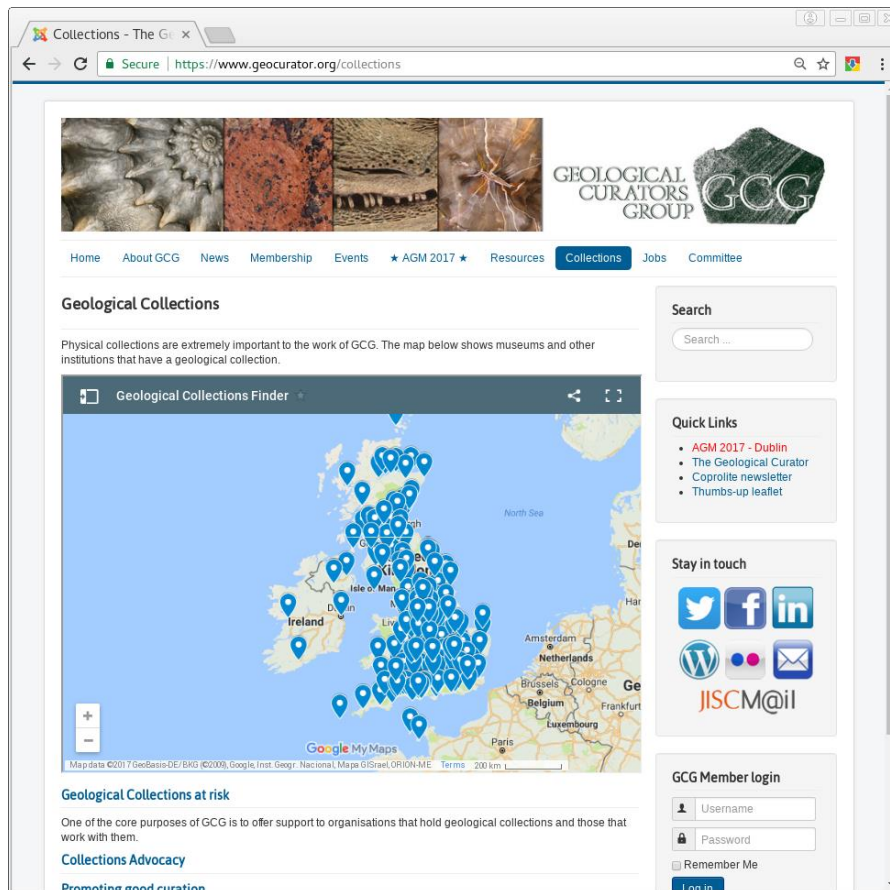 Collections - The Ge
Secure | https://www.geocurator.org/collections
GEOLOGICAL
CURATORS
GROUP
GCG
Home About GCG News Membership Events ★ AGM 2017 ★ Resources Collections Jobs Committee
Geological Collections
Physical collections are extremely important to the work of GCG. The map below shows museums and other
institutions that have a geological collection.
Geological Collections Finder
North Sea
Isle o. Man
Ireland
Amsterdam
Netherlands
Brussels
Cologne
Belgium
Frankfurt
Luxembourg
Paris
Google My Maps
Map data ©2017 GeoBasis-DE/BKG (©2009), Google, Inst. Geogr. Nacional, Mapa GISrael, ORION-ME Terms 200 km
Geological Collections at risk
One of the core purposes of GCG is to offer support to organisations that hold geological collections and those that
work with them.
Collections Advocacy
Promoting good curation
Search
Search ...
Quick Links
AGM 2017 - Dublin
The Geological Curator
Coprolite newsletter
Thumbs-up leaflet
Stay in touch
JISCM@il
GCG Member login
Username
Password
Remember Me
Log in